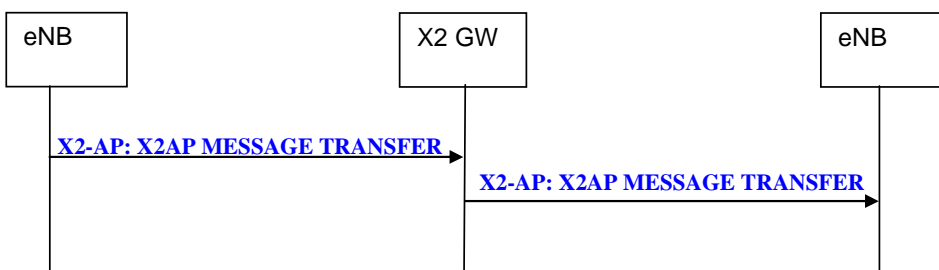 eNB
X2 GW
eNB
X2-AP: X2AP MESSAGE TRANSFER
X2-AP: X2AP MESSAGE TRANSFER